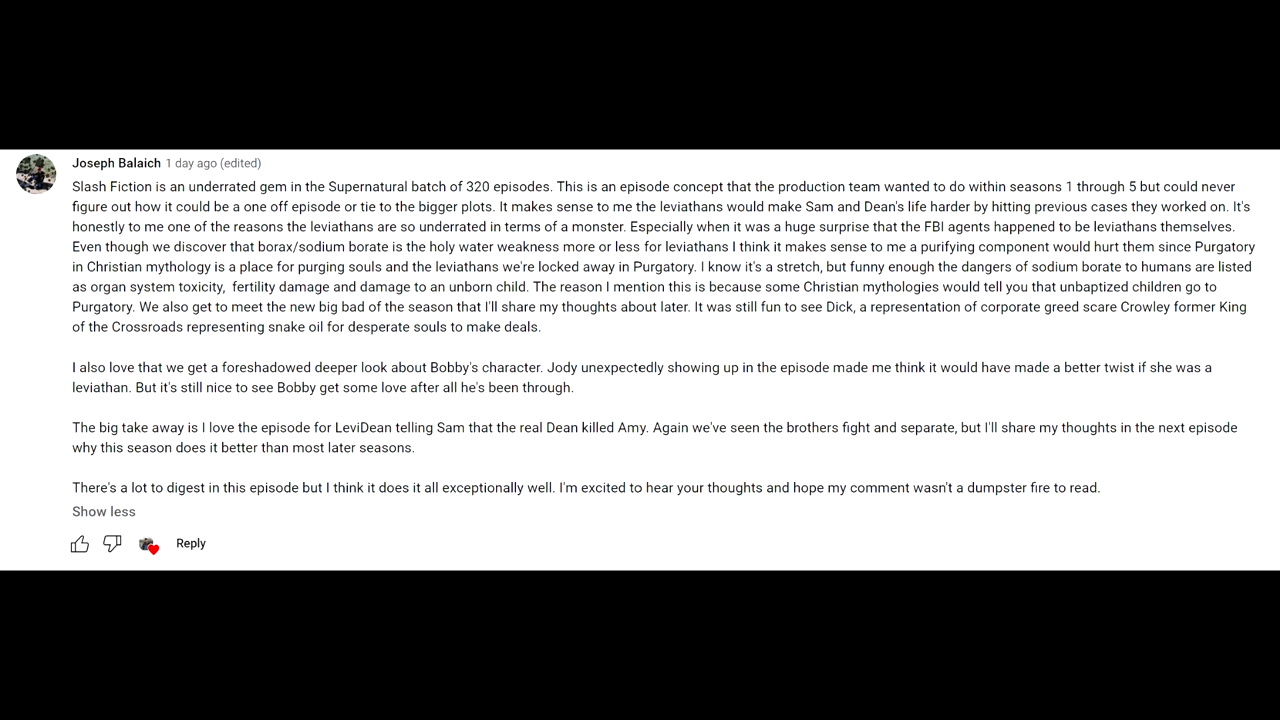 Joseph Balaich 1 day ago (edited)
Slash Fiction is an underrated gem in the Supernatural batch of 320 episodes. This is an episode concept that the production team wanted to do within seasons 1 through 5 but could never
figure out how it could be a one off episode or tie to the bigger plots. It makes sense to me the leviathans would make Sam and Dean's life harder by hitting previous cases they worked on. It's
honestly to me one of the reasons the leviathans are so underrated in terms of a monster. Especially when it was a huge surprise that the FBI agents happened to be leviathans themselves.
Even though we discover that borax/sodium borate is the holy water weakness more or less for leviathans I think it makes sense to me a purifying component would hurt them since Purgatory
in Christian mythology is a place for purging souls and the leviathans we're locked away in Purgatory. I know it's a stretch, but funny enough the dangers of sodium borate to humans are listed
as organ system toxicity,  fertility damage and damage to an unborn child. The reason I mention this is because some Christian mythologies would tell you that unbaptized children go to
Purgatory. We also get to meet the new big bad of the season that I'll share my thoughts about later. It was still fun to see Dick, a representation of corporate greed scare Crowley former King
of the Crossroads representing snake oil for desperate souls to make deals.
I also love that we get a foreshadowed deeper look about Bobby's character. Jody unexpectedly showing up in the episode made me think it would have made a better twist if she was a
leviathan. But it's still nice to see Bobby get some love after all he's been through.
The big take away is I love the episode for LeviDean telling Sam that the real Dean killed Amy. Again we've seen the brothers fight and separate, but I'll share my thoughts in the next episode
why this season does it better than most later seasons.
There's a lot to digest in this episode but I think it does it all exceptionally well. I'm excited to hear your thoughts and hope my comment wasn't a dumpster fire to read.
Show less
Reply